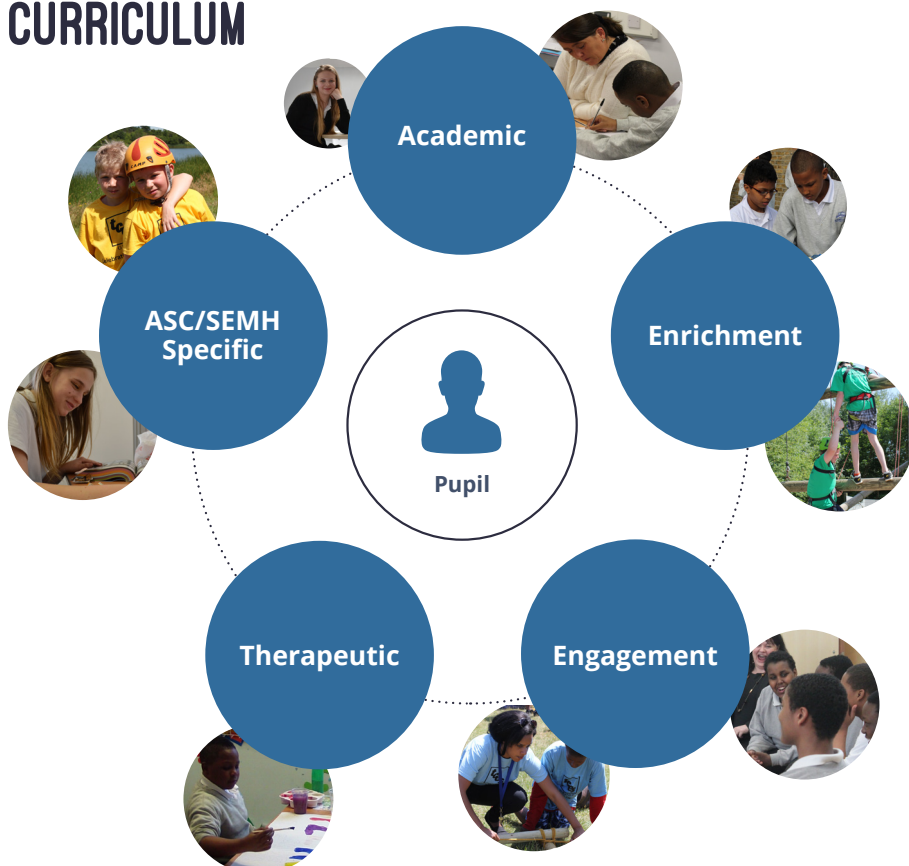 CURRICULUM
Academic
ASC/SEMH
Specific
Enrichment
Pupil
Therapeutic
Engagement